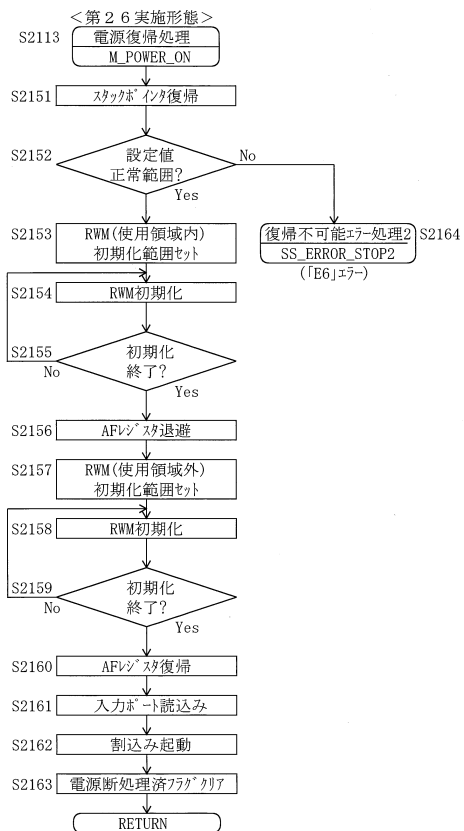 ＜第２６実施形態＞
S2113 電源復帰処理
M_POWER_ON
S2151 ｽﾀｯｸﾎﾟｲﾝﾀ復帰
S2152 設定値
正常範囲?
No
Yes
復帰不可能ｴﾗｰ処理2 S2164
SS_ERROR_STOP2
(｢E6｣ｴﾗｰ)
S2153 RWM(使用領域内)
初期化範囲ｾｯﾄ
S2154 RWM初期化
S2155 初期化
終了?
No
Yes
S2156 AFﾚｼﾞｽﾀ退避
S2157 RWM(使用領域外)
初期化範囲ｾｯﾄ
S2158 RWM初期化
S2159 初期化
終了?
No
Yes
S2160 AFﾚｼﾞｽﾀ復帰
S2161 入力ﾎﾟｰﾄ読込み
S2162 割込み起動
S2163 電源断処理済ﾌﾗｸﾞｸﾘｱ
RETURN